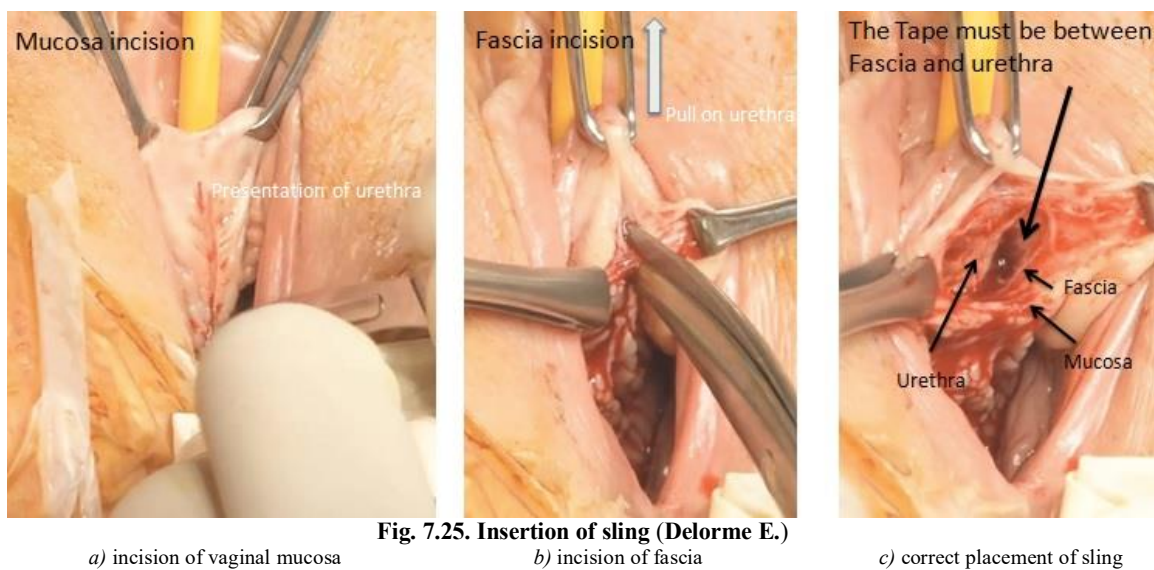 Mucosa incision
Presentation of urethra
Fascia incision
Pull on urethra
The Tape must be between
Fascia and urethra
Fascia
Mucosa
Urethra
Fig. 7.25. Insertion of sling (Delorme E.)
a) incision of vaginal mucosa
b) incision of fascia
c) correct placement of sling